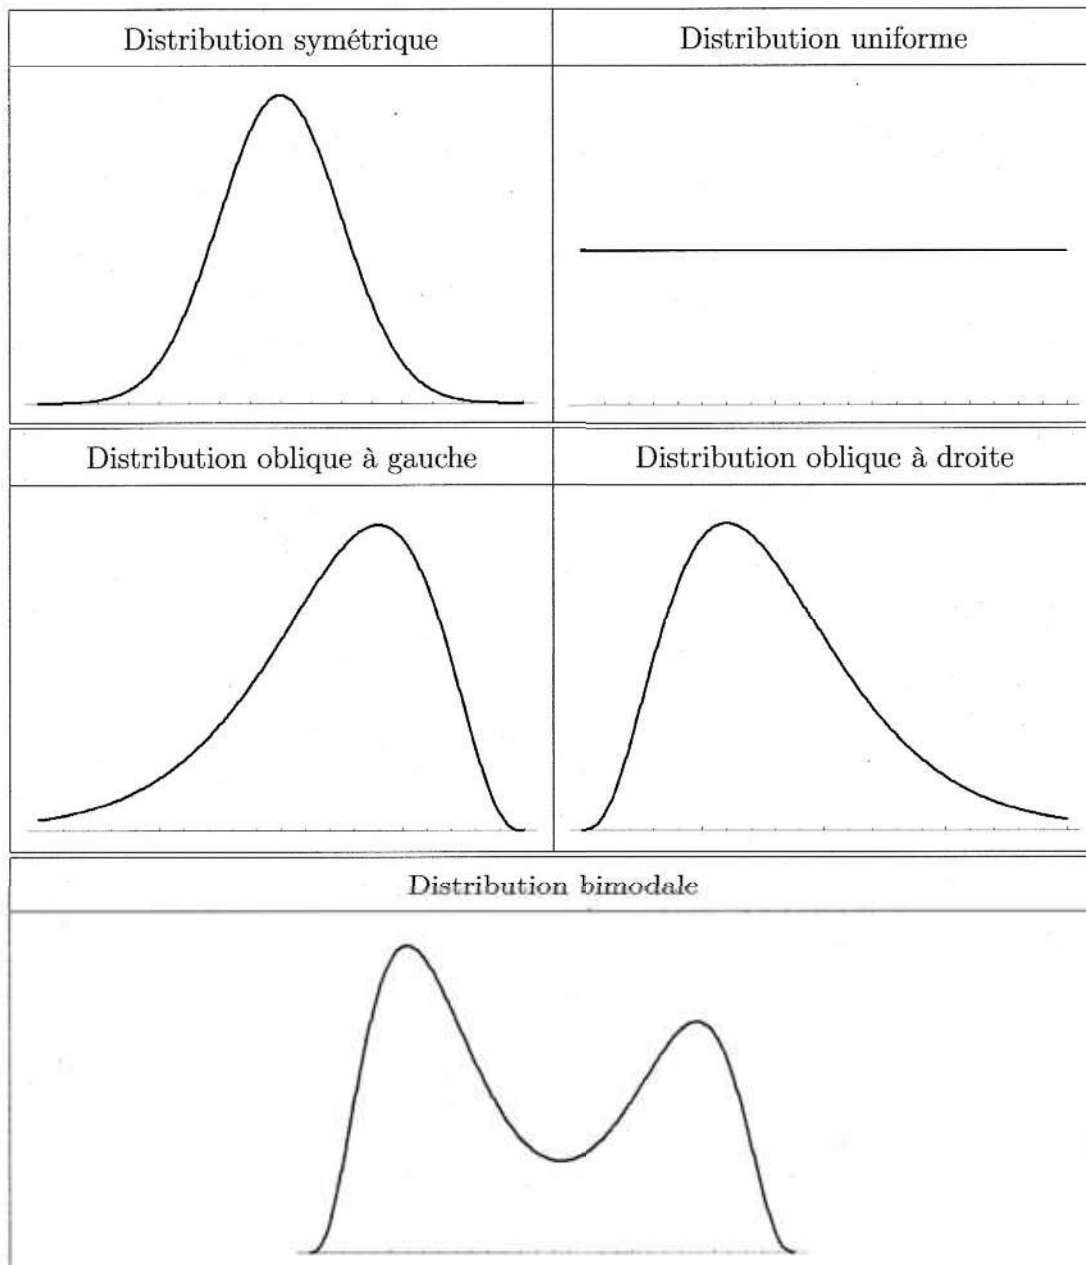 Distribution symétrique
Distribution uniforme
Distribution oblique à gauche
Distribution oblique à droite
Distribution bimodale